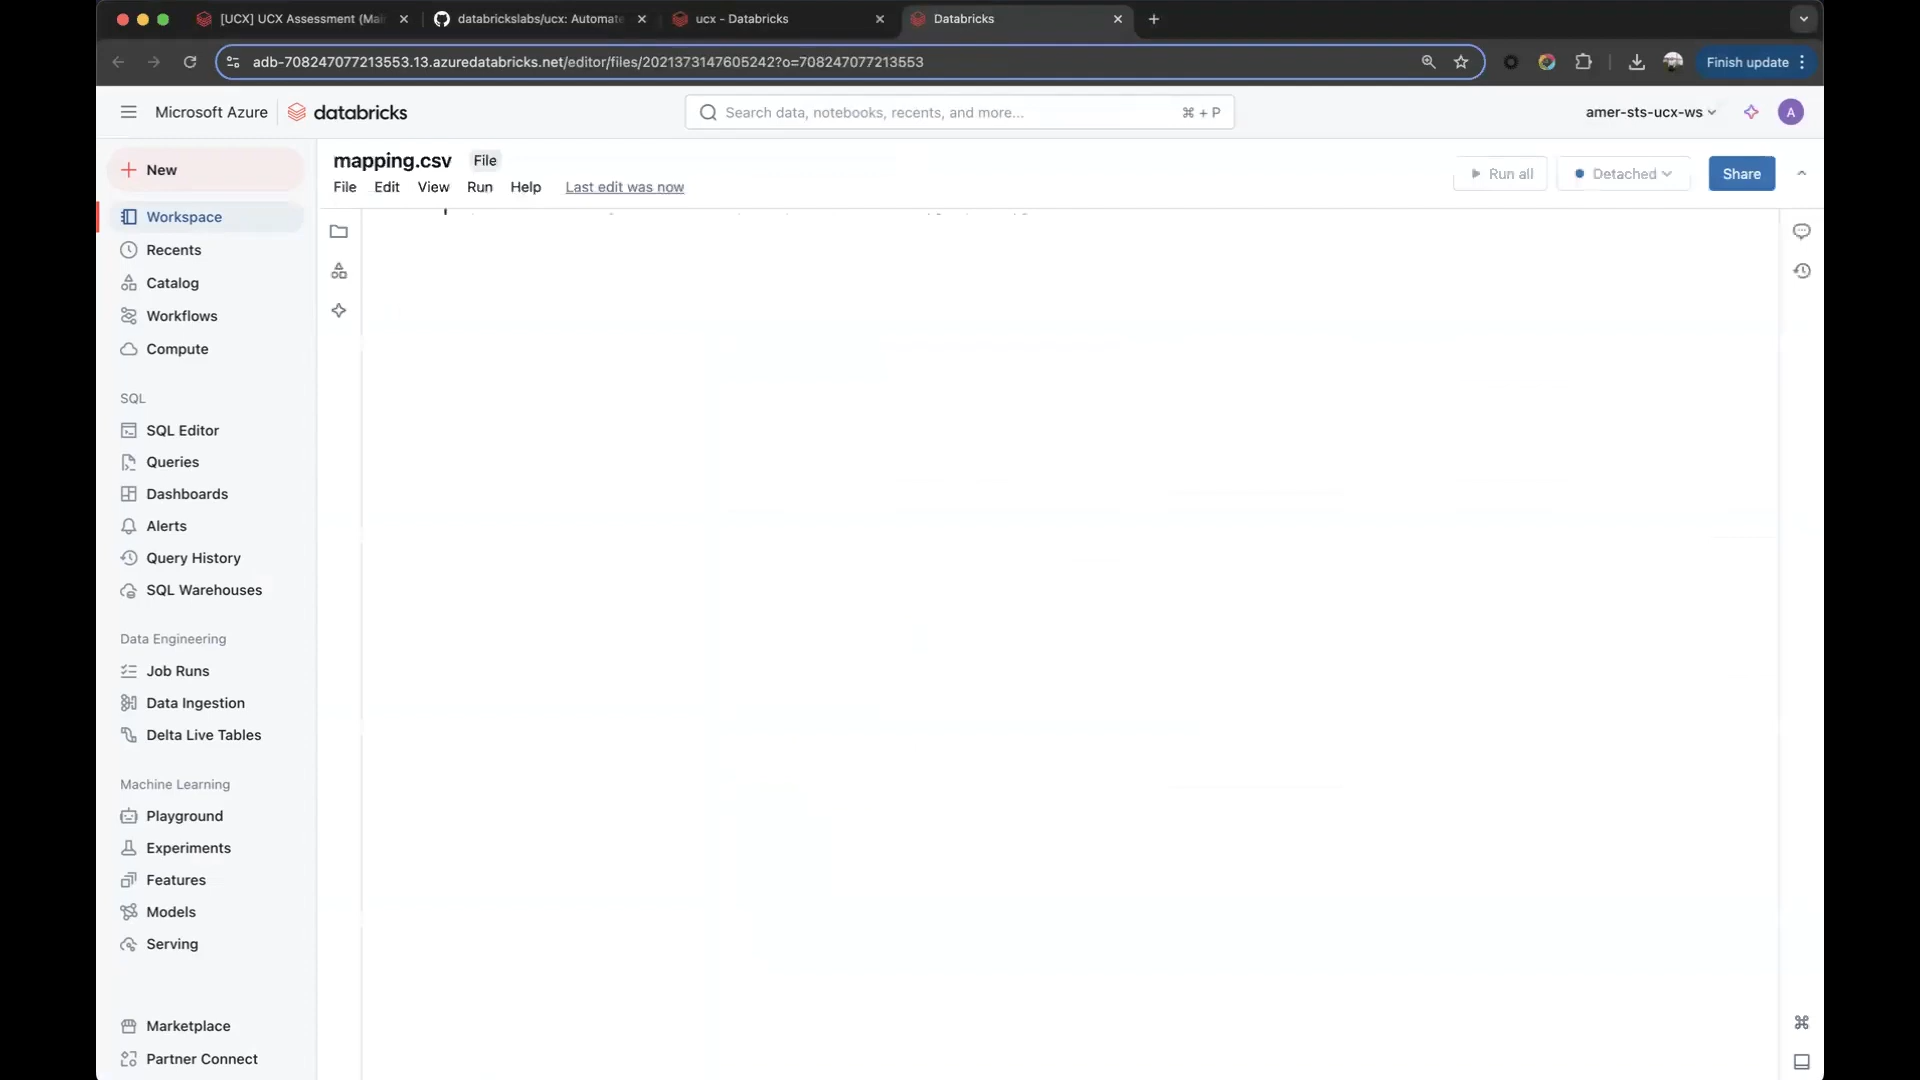 [UCX] UCX Assessment (Mai
databrickslabs/ucx: Automate
ucx - Databricks
Databricks
adb-708247077213553.13.azuredatabricks.net/editor/files/2021373147605242?o=708247077213553
Finish update
Microsoft Azure
databricks
Search data, notebooks, recents, and more...
⌘ + P
amer-sts-ucx-ws
A
New
mapping.csv
File
File
Edit
View
Run
Help
Last edit was now
Run all
Detached
Share
Workspace
Recents
Catalog
Workflows
Compute
SQL
SQL Editor
Queries
Dashboards
Alerts
Query History
SQL Warehouses
Data Engineering
Job Runs
Data Ingestion
Delta Live Tables
Machine Learning
Playground
Experiments
Features
Models
Serving
Marketplace
Partner Connect